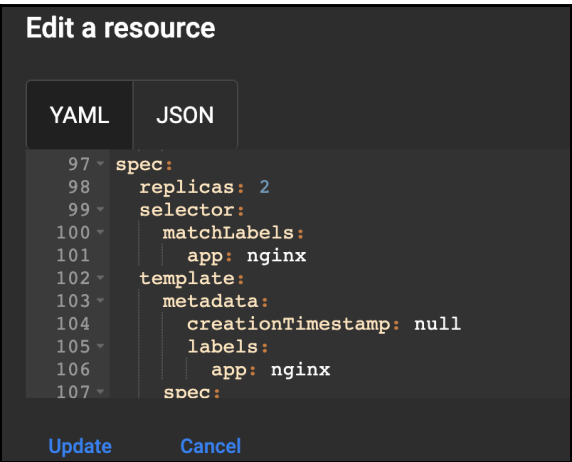 Edit a resource
YAML JSON
97 spec:
98 replicas: 2
99 selector:
100 matchLabels:
101 app: nginx
102 template:
103 metadata:
104 creationTimestamp: null
105 labels:
106 app: nginx
107 spec:
Update Cancel